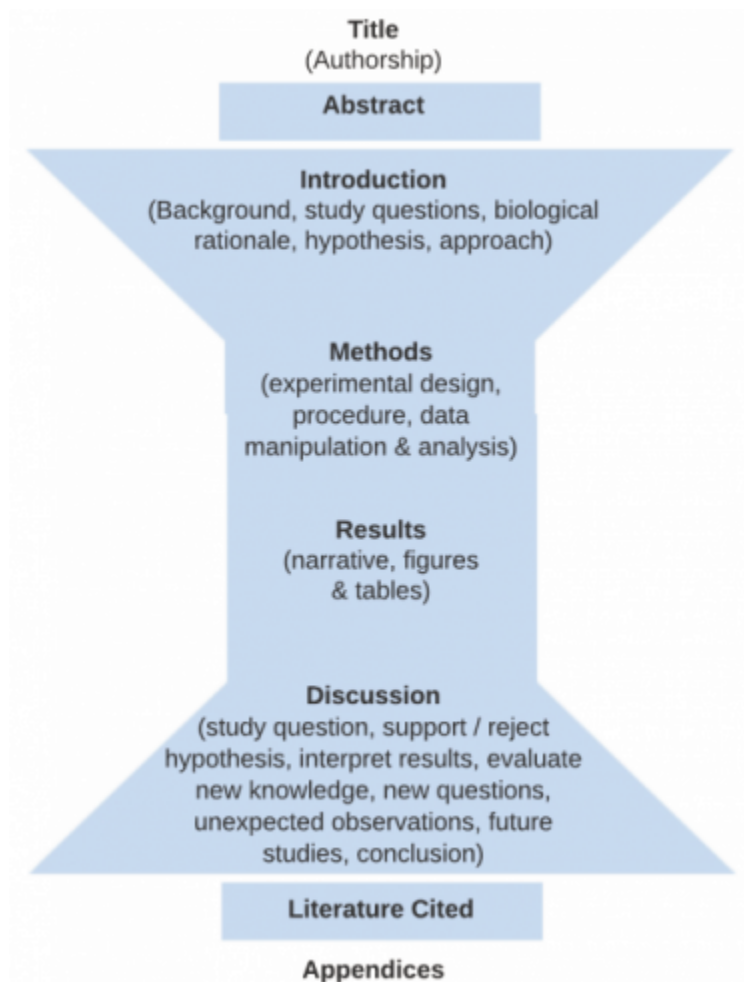 Title
(Authorship)
Abstract
Introduction
(Background, study questions, biological
rationale, hypothesis, approach)
Methods
(experimental design,
procedure, data
manipulation & analysis)
Results
(narrative, figures
& tables)
Discussion
(study question, support / reject
hypothesis, interpret results, evaluate
new knowledge, new questions,
unexpected observations, future
studies, conclusion)
Literature Cited
Appendices